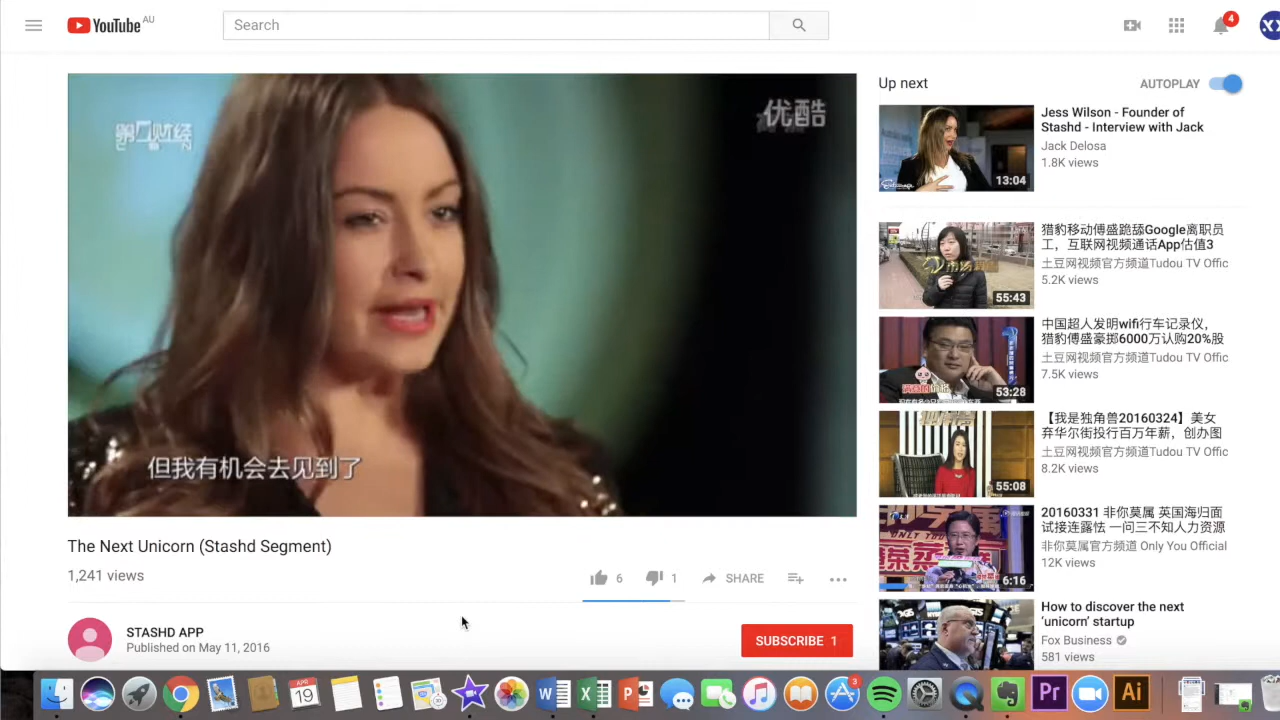 YouTube AU
Search
4
优酷
第一财经
但我有机会去见到了
The Next Unicorn (Stashd Segment)
1,241 views
6
1
SHARE
STASHD APP
Published on May 11, 2016
SUBSCRIBE 1
Up next
AUTOPLAY
13:04
Jess Wilson - Founder of
Stashd - Interview with Jack
Jack Delosa
1.8K views
55:43
猎豹移动傅盛跪舔Google离职员
工，互联网视频通话App估值3
土豆网视频官方频道Tudou TV Offic
5.2K views
53:28
中国超人发明wifi行车记录仪，
猎豹傅盛豪掷6000万认购20%股
土豆网视频官方频道Tudou TV Offic
7.5K views
55:08
【我是独角兽20160324】美女
弃华尔街投行百万年薪，创办图
土豆网视频官方频道Tudou TV Offic
8.2K views
6:16
20160331 非你莫属 英国海归面
试接连露怯 一问三不知人力资源
非你莫属官方频道 Only You Official
12K views
How to discover the next
‘unicorn’ startup
Fox Business
581 views
APR
19
W
X
P
3
Pr
Ai